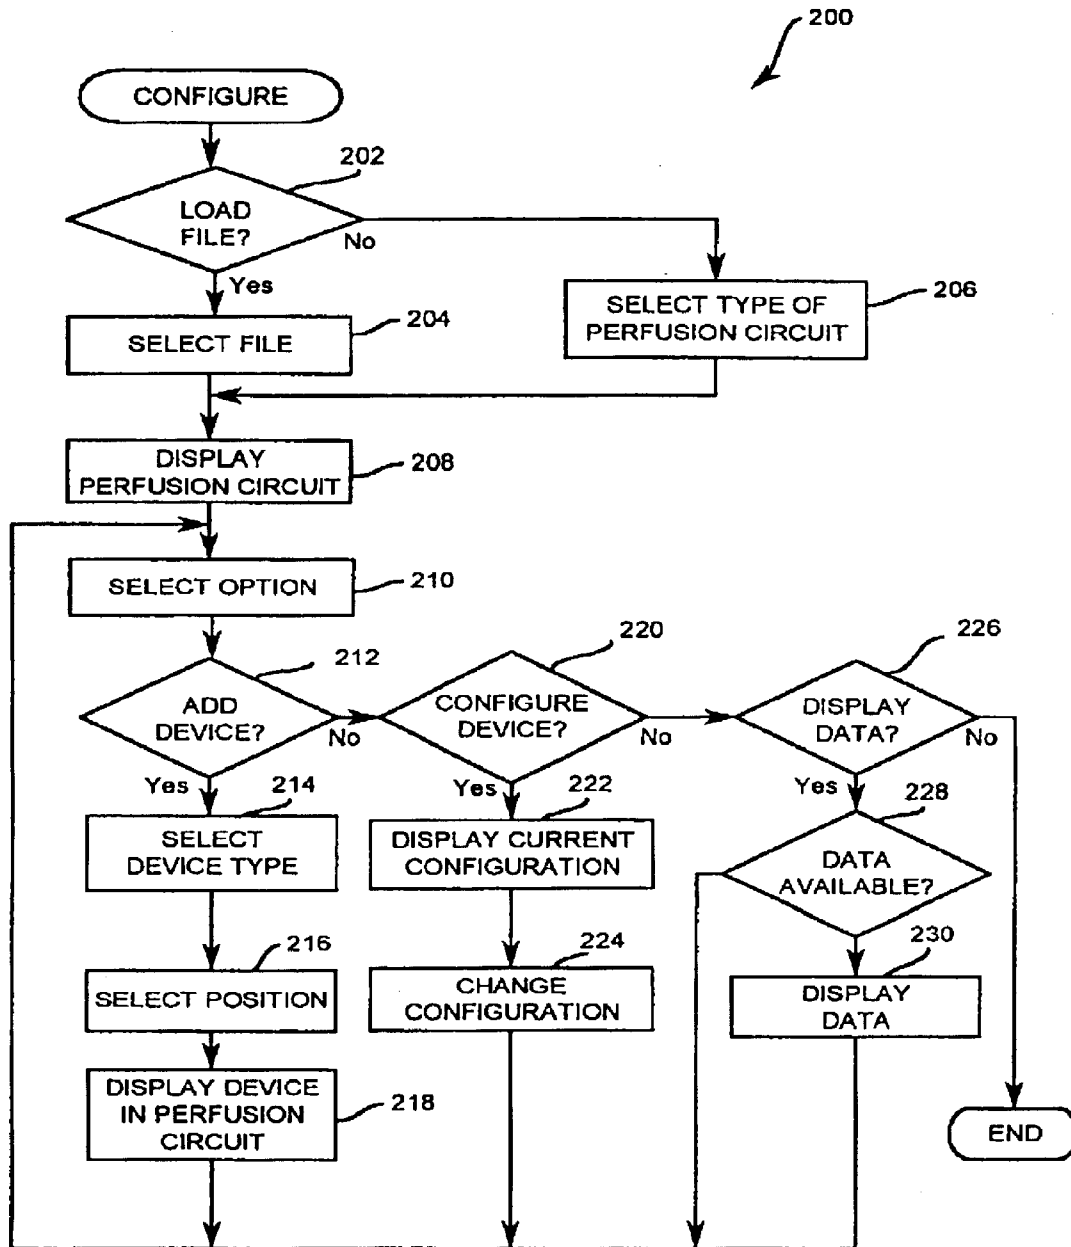 200
CONFIGURE
202
LOAD
FILE?
No
Yes
204
SELECT FILE
206
SELECT TYPE OF
PERFUSION CIRCUIT
DISPLAY
PERFUSION CIRCUIT
208
SELECT OPTION
210
212
ADD
DEVICE?
No
Yes
220
CONFIGURE
DEVICE?
No
Yes
226
DISPLAY
DATA?
No
Yes
214
SELECT
DEVICE TYPE
222
DISPLAY CURRENT
CONFIGURATION
228
DATA
AVAILABLE?
216
SELECT POSITION
224
CHANGE
CONFIGURATION
230
DISPLAY
DATA
DISPLAY DEVICE
IN PERFUSION
CIRCUIT
218
END